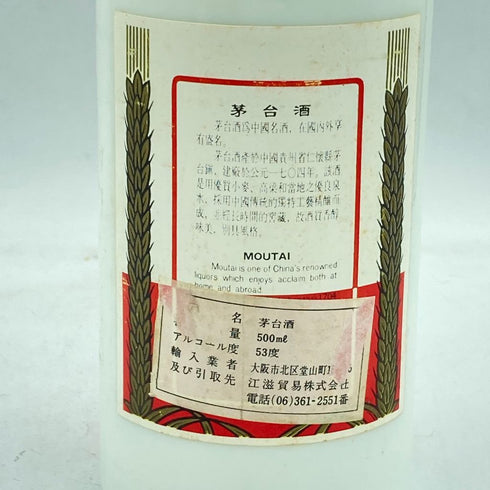 茅台酒
茅台酒為中國名酒,在國內外享
有盛名。
茅台酒產於中國貴州省仁懷縣茅
台鎭,建廠於公元一七〇四年。該酒
是用優質小麥、高梁和當地之優良泉
水,採用中國傳統的獨特工藝精釀而
成,並經長時間的窖藏,故酒質香醇
味美,別具風格。
MOUTAI
Moutai is one of China's renowned
liquors which enjoys acclaim both at
home and abroad.
名 茅台酒
量 500㎖
アルコール度 53度
輸入業者 大阪市北区堂山町
及び引取先 江滋貿易株式会社
電話(06)361-2551番